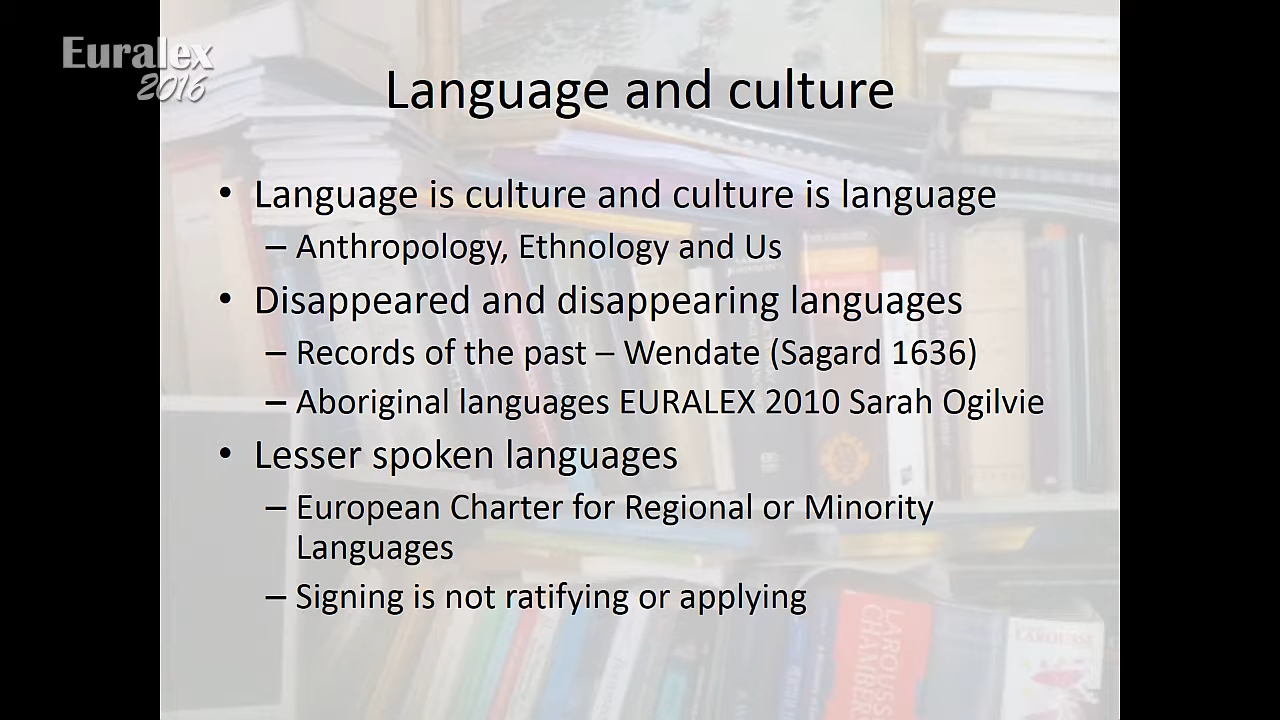 Euralex
2016
Language and culture
• Language is culture and culture is language
– Anthropology, Ethnology and Us
• Disappeared and disappearing languages
– Records of the past – Wendate (Sagard 1636)
– Aboriginal languages EURALEX 2010 Sarah Ogilvie
• Lesser spoken languages
– European Charter for Regional or Minority
Languages
– Signing is not ratifying or applying
LAROUSSE